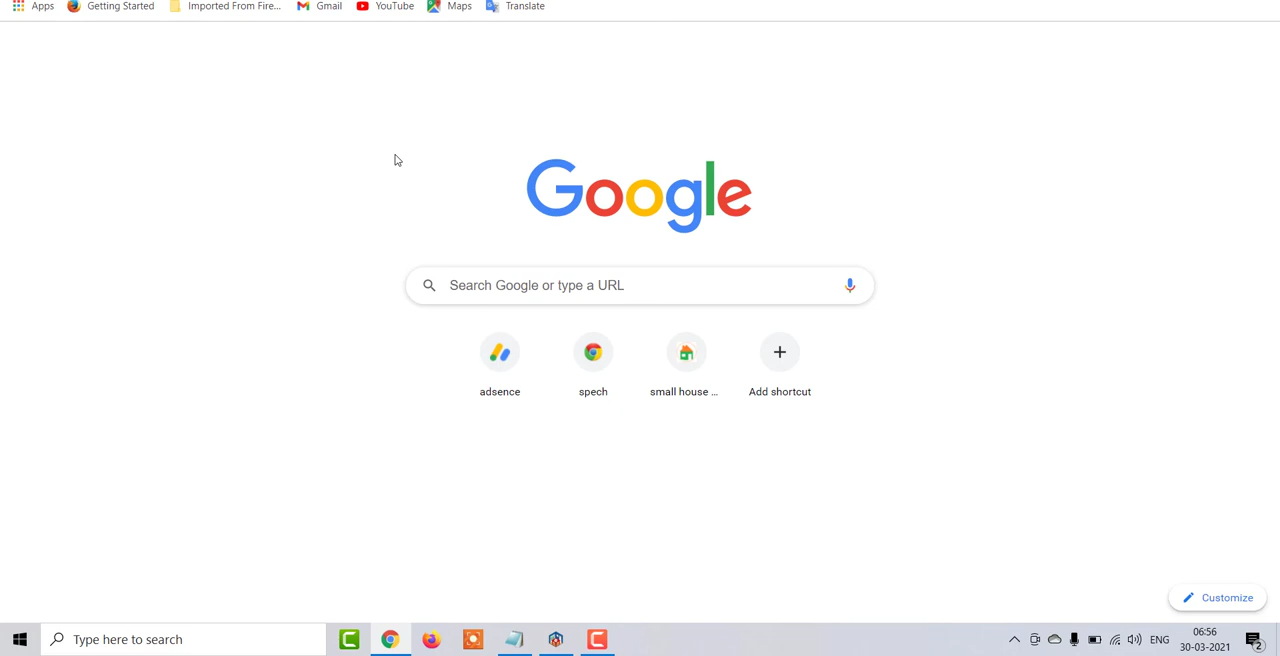 Apps Getting Started Imported From Fire... Gmail YouTube Maps Translate
Google
Search Google or type a URL
adsence spech small house ... Add shortcut
Customize
Type here to search ENG 06:56
30-03-2021 2